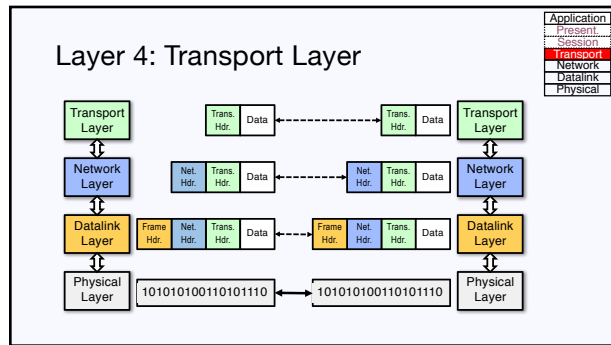 Application
Present.
Session
Transport
Network
Datalink
Physical
Layer 4: Transport Layer
Transport
Layer
Trans.
Hdr.
Data
Trans.
Hdr.
Data
Transport
Layer
Network
Layer
Net.
Hdr.
Trans.
Hdr.
Data
Net.
Hdr.
Trans.
Hdr.
Data
Network
Layer
Datalink
Layer
Frame
Hdr.
Net.
Hdr.
Trans.
Hdr.
Data
Frame
Hdr.
Net.
Hdr.
Trans.
Hdr.
Data
Datalink
Layer
Physical
Layer
101010100110101110
101010100110101110
Physical
Layer